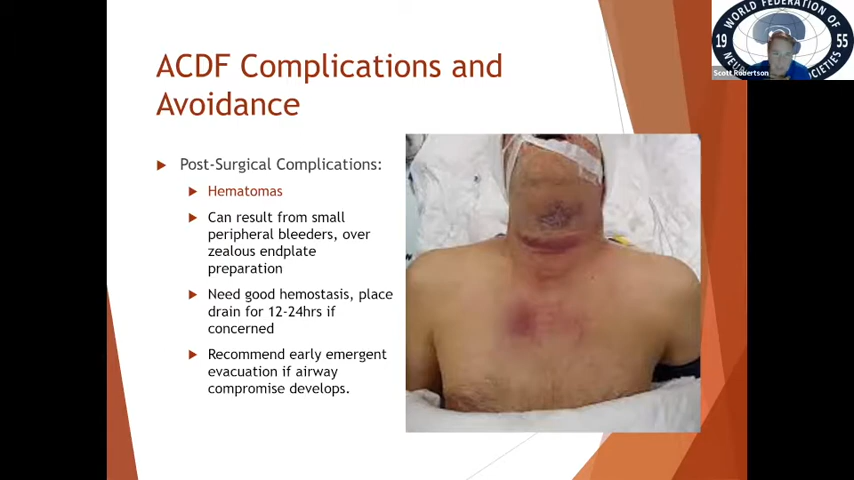 ACDF Complications and
Avoidance
Post-Surgical Complications:
Hematomas
Can result from small
peripheral bleeders, over
zealous endplate
preparation
Need good hemostasis, place
drain for 12-24hrs if
concerned
Recommend early emergent
evacuation if airway
compromise develops.
WORLD FEDERATION OF
19 55
Scott Robertson